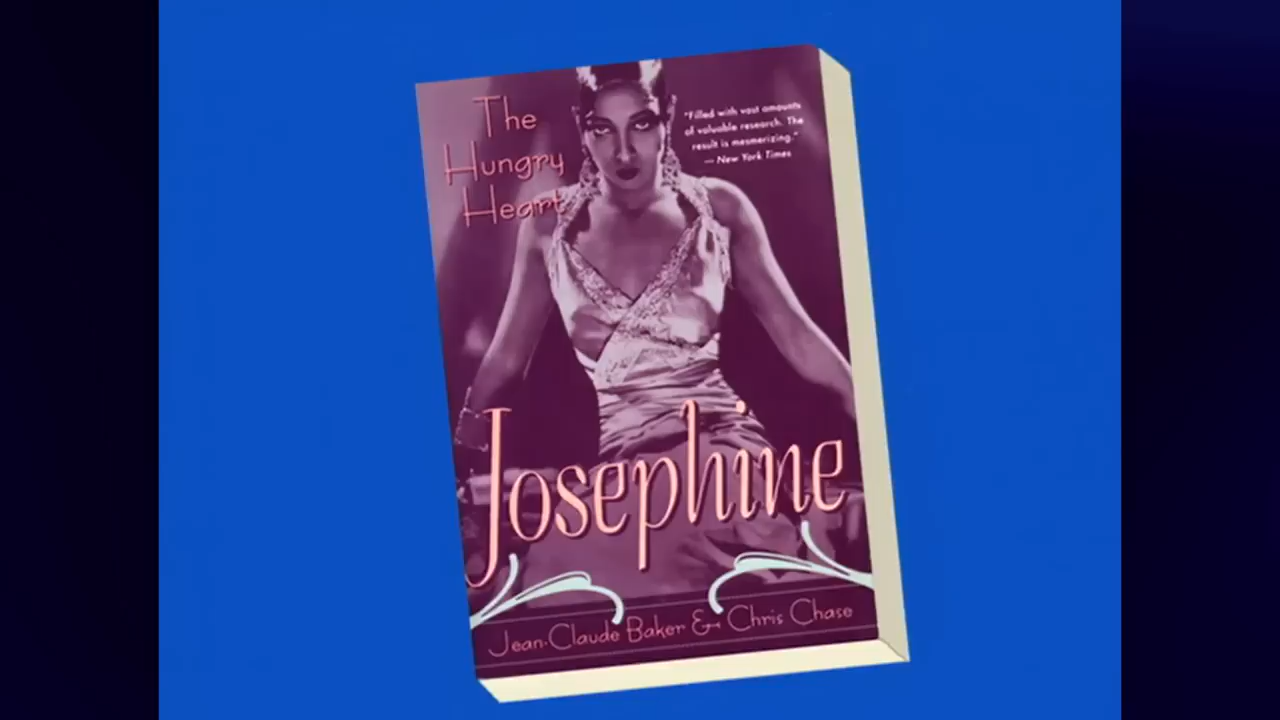 The
Hungry
Heart
"Filled with vast amounts
of valuable research. The
result is mesmerizing."
— New York Times
Josephine
Jean-Claude Baker & Chris Chase